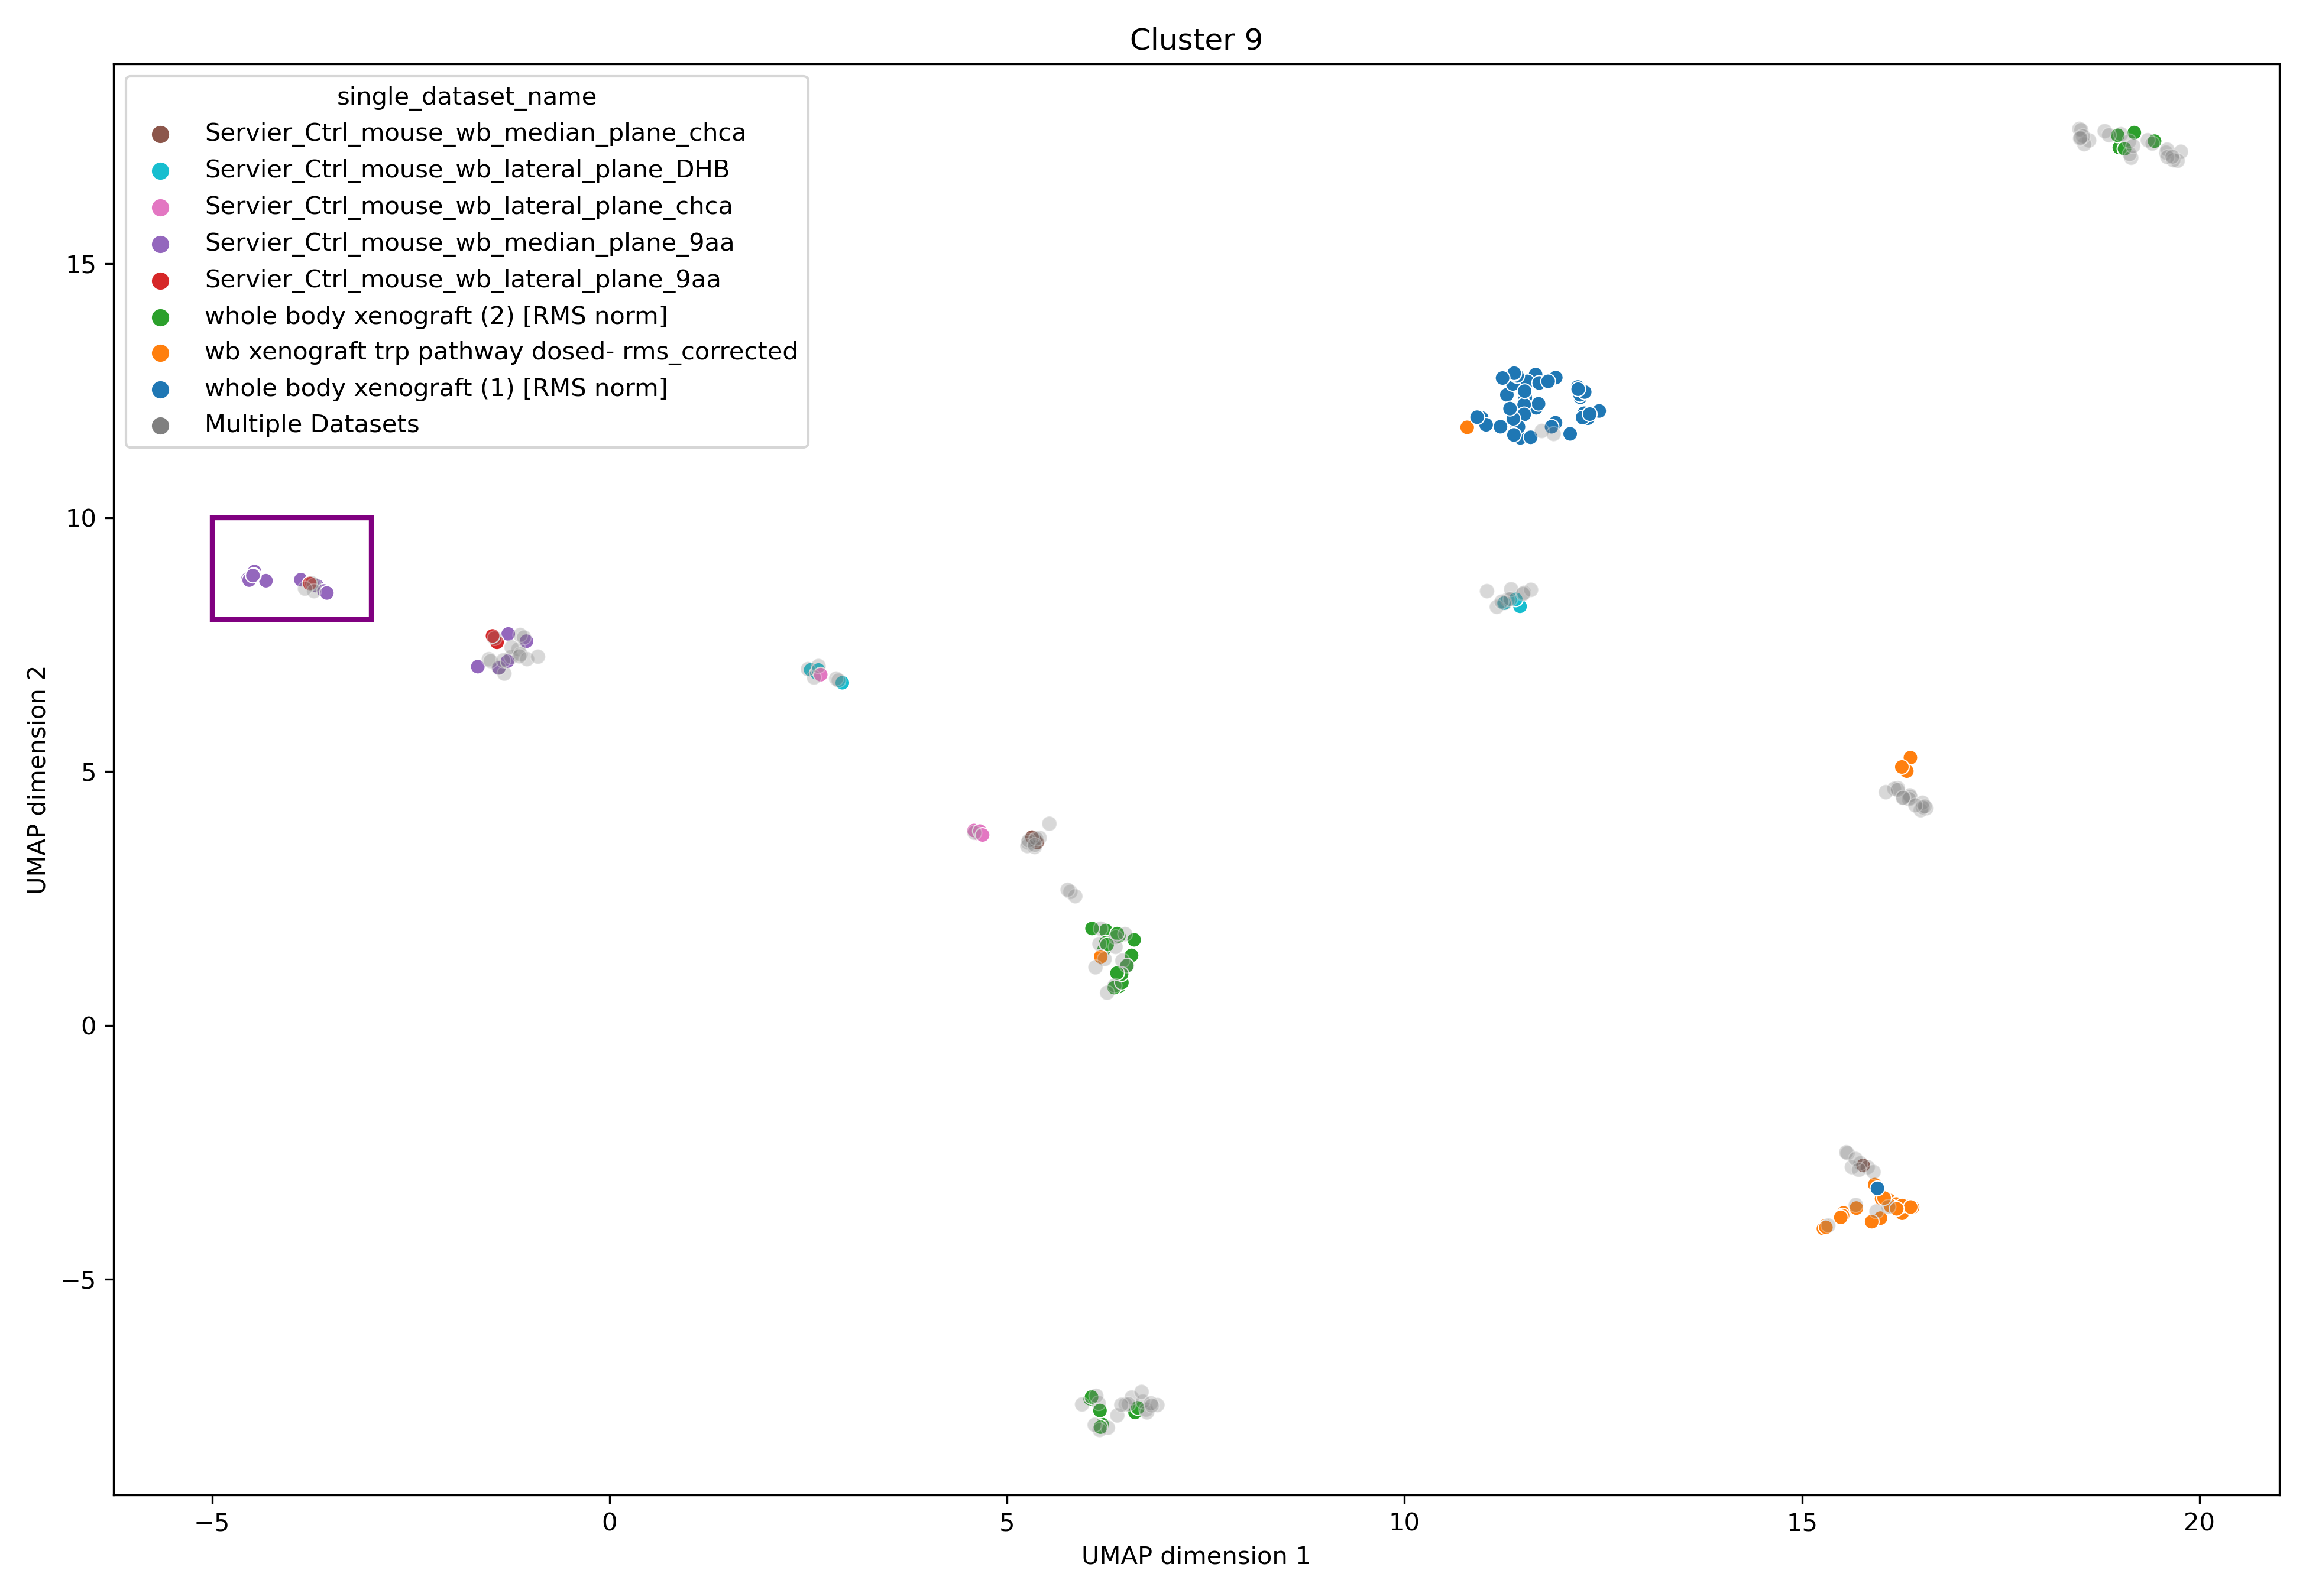 Cluster 9
single_dataset_name
Servier_Ctrl_mouse_wb_median_plane_chca
Servier_Ctrl_mouse_wb_lateral_plane_DHB
Servier_Ctrl_mouse_wb_lateral_plane_chca
Servier_Ctrl_mouse_wb_median_plane_9aa
Servier_Ctrl_mouse_wb_lateral_plane_9aa
whole body xenograft (2) [RMS norm]
wb xenograft trp pathway dosed- rms_corrected
whole body xenograft (1) [RMS norm]
Multiple Datasets
15
10
5
0
−5
UMAP dimension 2
−5 0 5 10 15 20
UMAP dimension 1